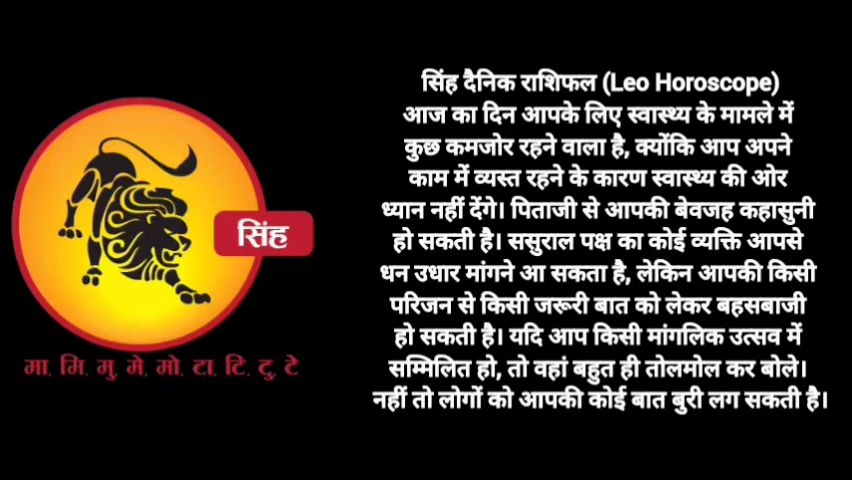 सिंह
मा. मि. मु. मे. मो. टा. टि. टु. टे
सिंह दैनिक राशिफल (Leo Horoscope)
आज का दिन आपके लिए स्वास्थ्य के मामले में
कुछ कमजोर रहने वाला है, क्योंकि आप अपने
काम में व्यस्त रहने के कारण स्वास्थ्य की ओर
ध्यान नहीं देंगे। पिताजी से आपकी बेवजह कहासुनी
हो सकती है। ससुराल पक्ष का कोई व्यक्ति आपसे
धन उधार मांगने आ सकता है, लेकिन आपकी किसी
परिजन से किसी जरूरी बात को लेकर बहसबाजी
हो सकती है। यदि आप किसी मांगलिक उत्सव में
सम्मिलित हो, तो वहां बहुत ही तोलमोल कर बोले।
नहीं तो लोगों को आपकी कोई बात बुरी लग सकती है।